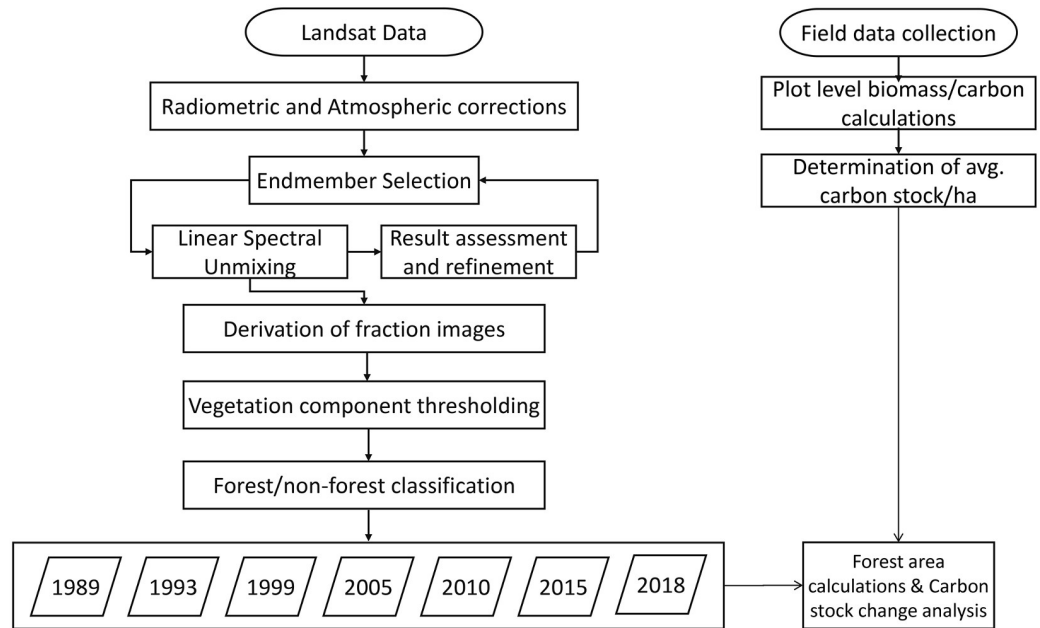 Landsat Data
Radiometric and Atmospheric corrections
Endmember Selection
Linear Spectral
Unmixing
Result assessment
and refinement
Derivation of fraction images
Vegetation component thresholding
Forest/non-forest classification
1989
1993
1999
2005
2010
2015
2018
Field data collection
Plot level biomass/carbon
calculations
Determination of avg.
carbon stock/ha
Forest area
calculations & Carbon
stock change analysis